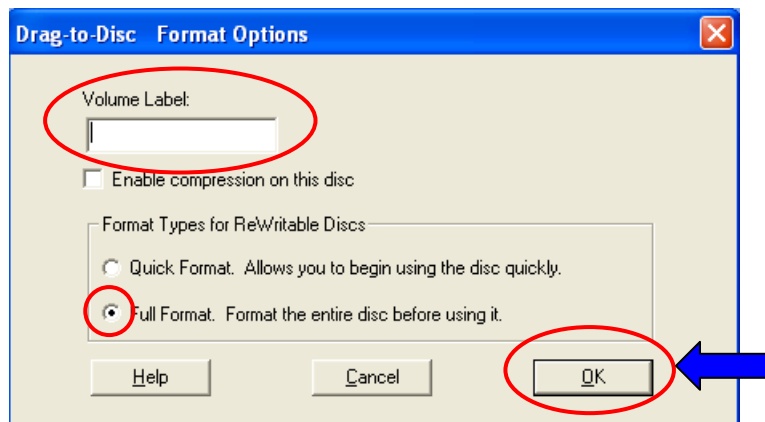 Drag-to-Disc Format Options
Volume Label:
Enable compression on this disc
Format Types for ReWritable Discs
Quick Format. Allows you to begin using the disc quickly.
Full Format. Format the entire disc before using it.
Help Cancel OK